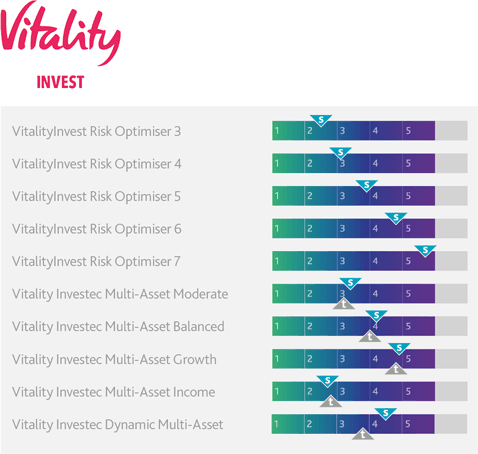 Vitality
INVEST
VitalityInvest Risk Optimiser 3 1 2 s 3 4 5
VitalityInvest Risk Optimiser 4 1 2 3 s 4 5
VitalityInvest Risk Optimiser 5 1 2 3 s 4 5
VitalityInvest Risk Optimiser 6 1 2 3 4 s 5
VitalityInvest Risk Optimiser 7 1 2 3 4 5 s
Vitality Investec Multi-Asset Moderate 1 2 3 s t 4 5
Vitality Investec Multi-Asset Balanced 1 2 3 4 s t 5
Vitality Investec Multi-Asset Growth 1 2 3 4 s t 5
Vitality Investec Multi-Asset Income 1 2 s t 3 4 5
Vitality Investec Dynamic Multi-Asset 1 2 3 4 s t 5